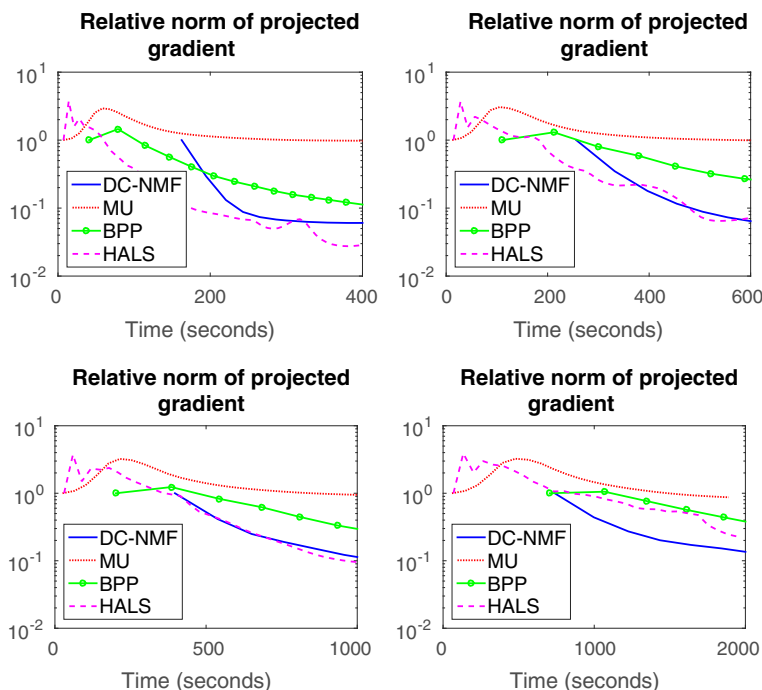 Relative norm of projected
gradient
10^1
10^0
10^-1
10^-2
DC-NMF
MU
BPP
HALS
0 200 400
Time (seconds)
Relative norm of projected
gradient
10^1
10^0
10^-1
10^-2
DC-NMF
MU
BPP
HALS
0 200 400 600
Time (seconds)
Relative norm of projected
gradient
10^1
10^0
10^-1
10^-2
DC-NMF
MU
BPP
HALS
0 500 1000
Time (seconds)
Relative norm of projected
gradient
10^1
10^0
10^-1
10^-2
DC-NMF
MU
BPP
HALS
0 1000 2000
Time (seconds)